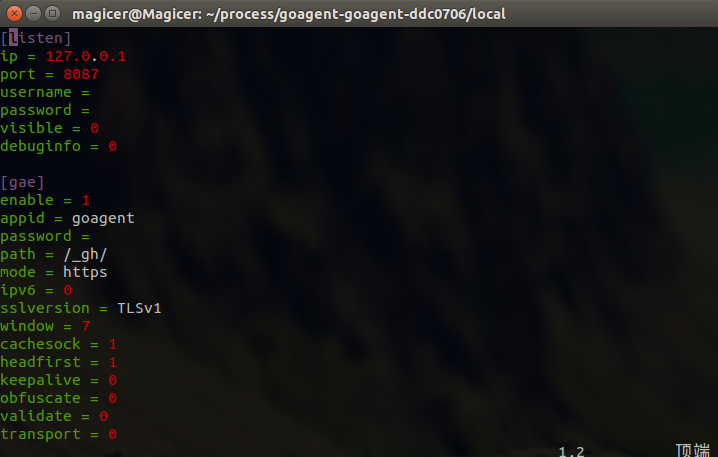 magicer@Magicer: ~/process/goagent-goagent-ddc0706/local
[listen]
ip = 127.0.0.1
port = 8087
username =
password =
visible = 0
debuginfo = 0
[gae]
enable = 1
appid = goagent
password =
path = /_gh/
mode = https
ipv6 = 0
sslversion = TLSv1
window = 7
cachesock = 1
headfirst = 1
keepalive = 0
obfuscate = 0
validate = 0
transport = 0
1,2 顶端